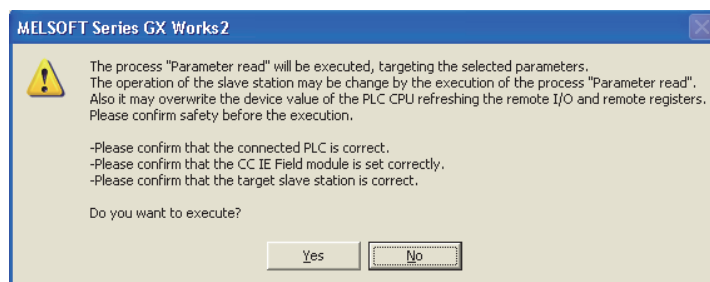 MELSOFT Series GX Works2
The process "Parameter read" will be executed, targeting the selected parameters.
The operation of the slave station may be change by the execution of the process "Parameter read".
Also it may overwrite the device value of the PLC CPU refreshing the remote I/O and remote registers.
Please confirm safety before the execution.
-Please confirm that the connected PLC is correct.
-Please confirm that the CC IE Field module is set correctly.
-Please confirm that the target slave station is correct.
Do you want to execute?
Yes No